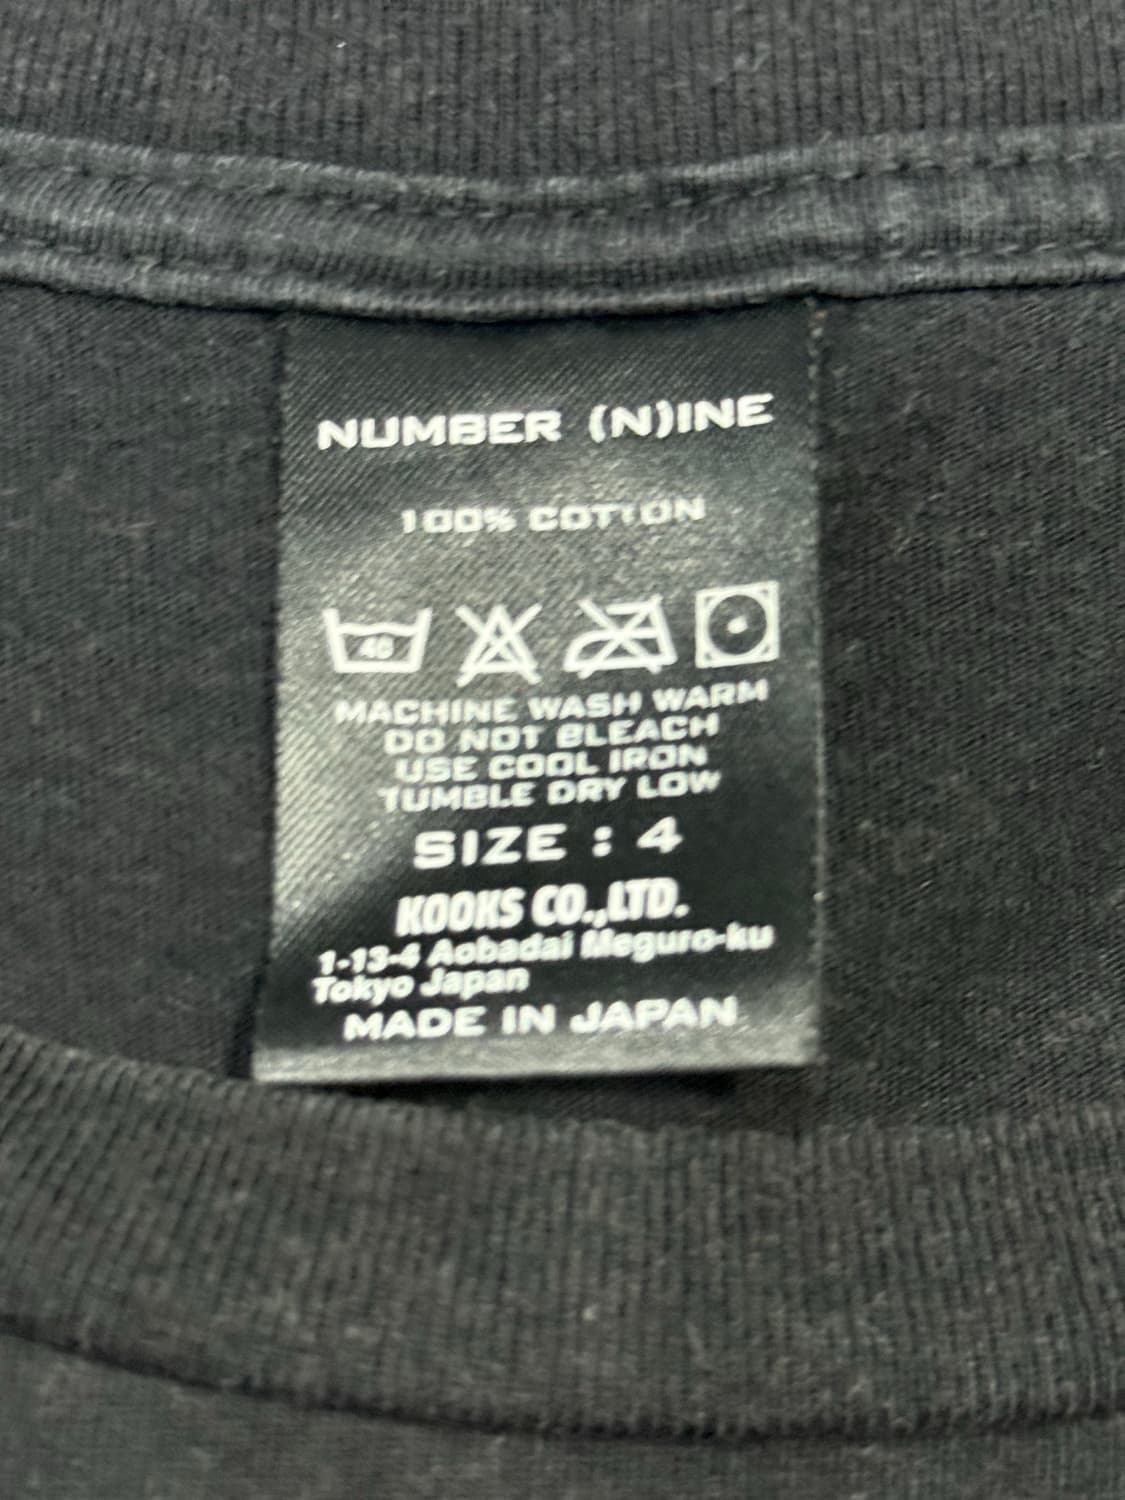 NUMBER (N)INE
100% COTTON
40
MACHINE WASH WARM
DO NOT BLEACH
USE COOL IRON
TUMBLE DRY LOW
SIZE : 4
KOOKS CO.,LTD.
1-13-4 Aobadai Meguro-ku
Tokyo Japan
MADE IN JAPAN